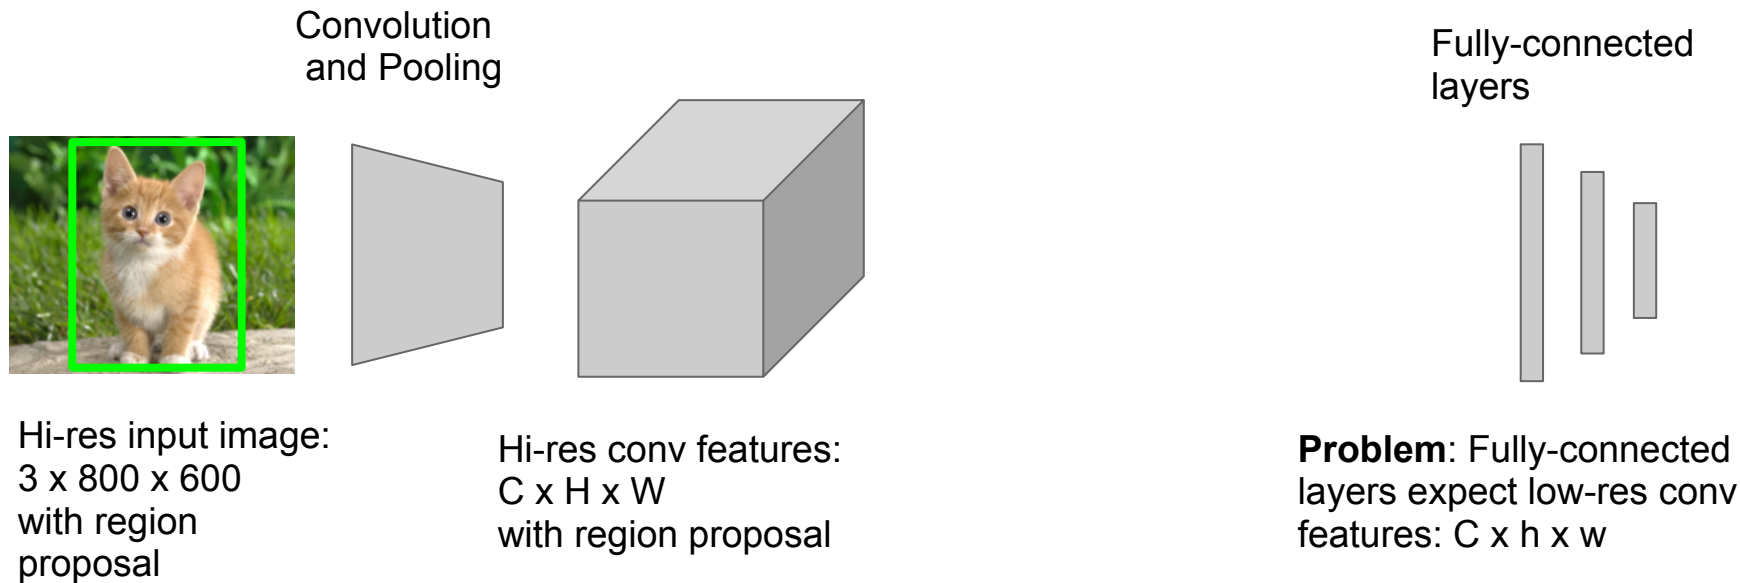 Convolution
and Pooling
Fully-connected
layers
Hi-res input image:
3 x 800 x 600
with region
proposal
Hi-res conv features:
C x H x W
with region proposal
Problem: Fully-connected
layers expect low-res conv
features: C x h x w